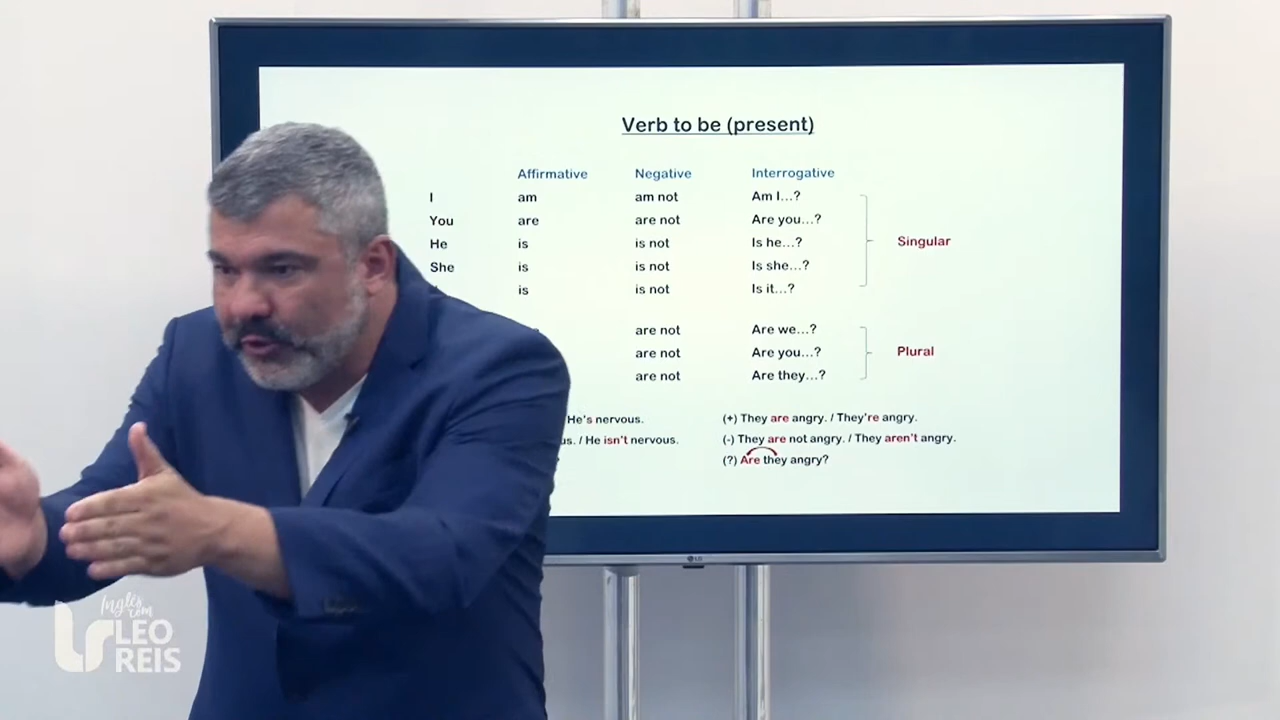 Verb to be (present)
Affirmative Negative Interrogative
I am am not Am I...?
You are are not Are you...?
He is is not Is he...?
She is is not Is she...?
is is not Is it...?
Singular
are not Are we...?
are not Are you...?
are not Are they...?
Plural
He's nervous. (+) They are angry. / They're angry.
/ He isn't nervous. (-) They are not angry. / They aren't angry.
(?) Are they angry?
LG
Inglês
com
LEO
REIS